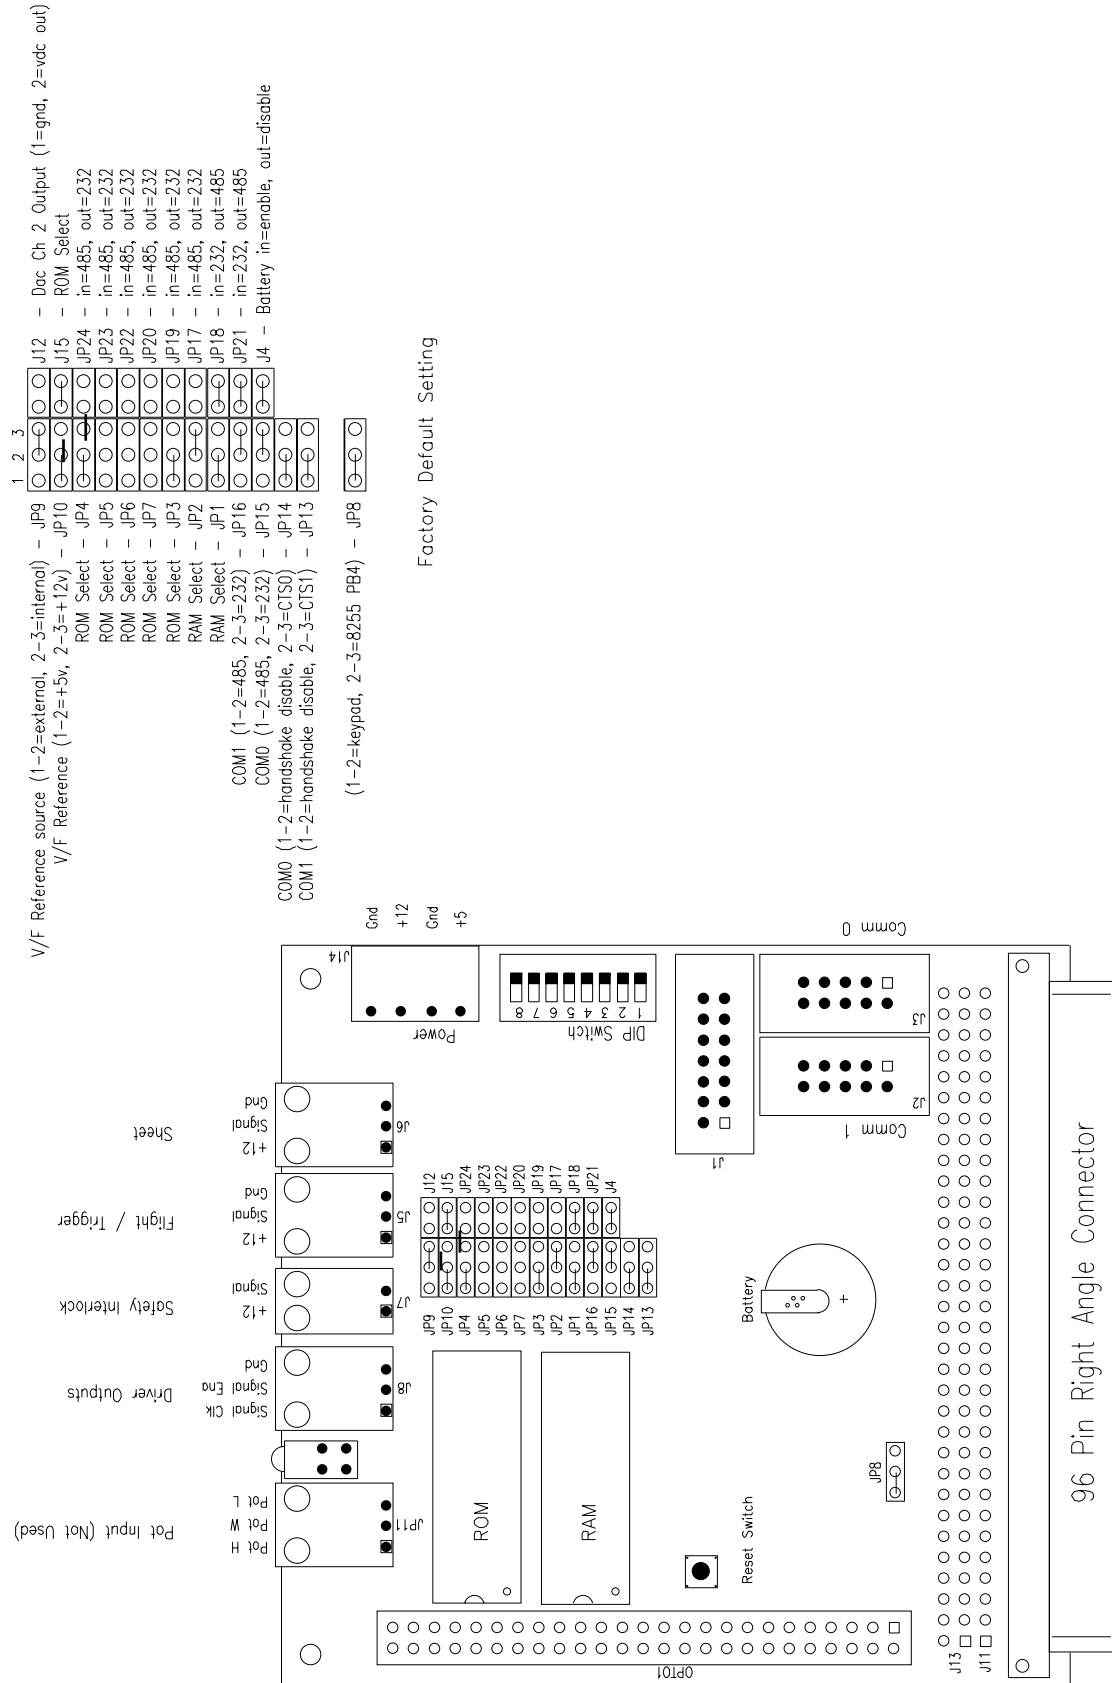 1 2 3
V/F Reference source (1-2=external, 2-3=internal) - JP9
V/F Reference (1-2=+5v, 2-3=+12v) - JP10
ROM Select - JP4
ROM Select - JP5
ROM Select - JP6
ROM Select - JP7
ROM Select - JP3
RAM Select - JP2
RAM Select - JP1
COM1 (1-2=485, 2-3=232) - JP16
COM0 (1-2=485, 2-3=232) - JP15
COM0 (1-2=handshake disable, 2-3=CTS0) - JP14
COM1 (1-2=handshake disable, 2-3=CTS1) - JP13
(1-2=keypad, 2-3=8255 PB4) - JP8
J12 - Dac Ch 2 Output (1=gnd, 2=vdc out)
J15 - ROM Select
JP24 - in=485, out=232
JP23 - in=485, out=232
JP22 - in=485, out=232
JP20 - in=485, out=232
JP19 - in=485, out=232
JP17 - in=485, out=232
JP18 - in=232, out=485
JP21 - in=232, out=485
J4 - Battery in=enable, out=disable
Factory Default Setting
Gnd
+12
Gnd
+5
J14
Power
8
7
6
5
4
3
2
1
DIP Switch
Comm 0
J3
Comm 1
J2
J1
Sheet
Gnd
Signal
+12
J6
Flight / Trigger
Gnd
Signal
+12
J5
Safety Interlock
Signal
+12
J7
Driver Outputs
Gnd
Signal Ena
Signal Clk
J8
Pot Input (Not Used)
Pot L
Pot W
Pot H
JP11
J12
J15
JP24
JP23
JP22
JP20
JP19
JP17
JP18
JP21
J4
JP9
JP10
JP4
JP5
JP6
JP7
JP3
JP2
JP1
JP16
JP15
JP14
JP13
Battery
+
ROM
RAM
Reset Switch
JP8
OPTO1
J13
J11
96 Pin Right Angle Connector